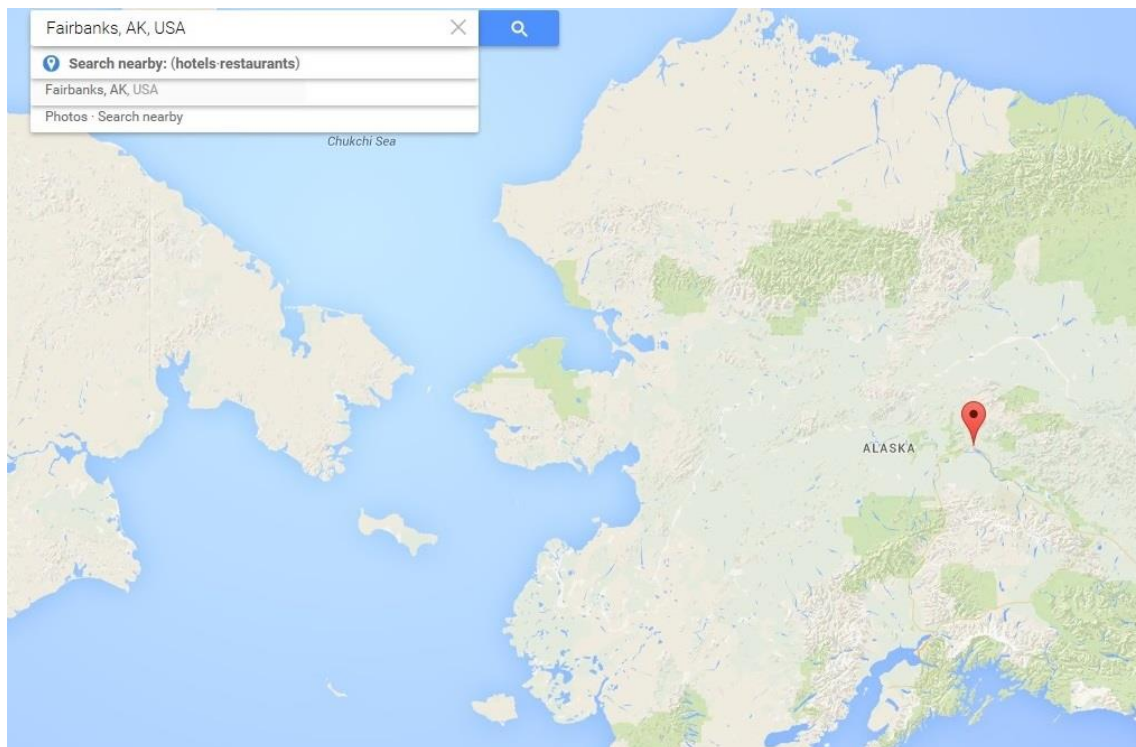 Fairbanks, AK, USA
Search nearby: (hotels·restaurants)
Fairbanks, AK, USA
Photos · Search nearby
Chukchi Sea
ALASKA